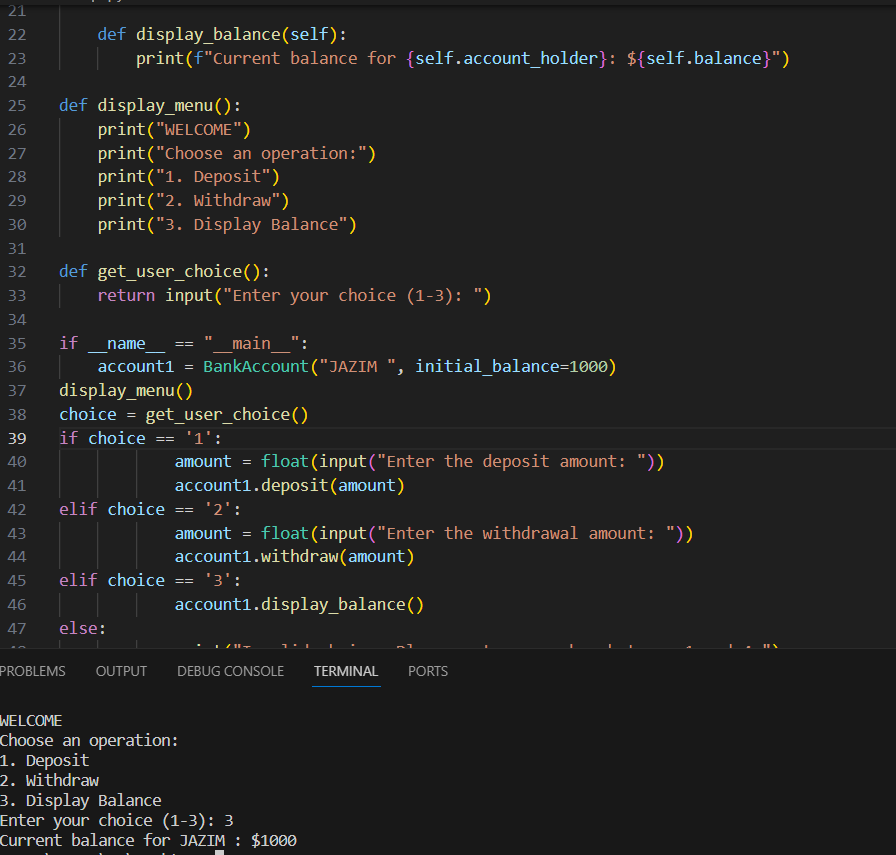 21
22 def display_balance(self):
23 print(f"Current balance for {self.account_holder}: ${self.balance}")
24
25 def display_menu():
26 print("WELCOME")
27 print("Choose an operation:")
28 print("1. Deposit")
29 print("2. Withdraw")
30 print("3. Display Balance")
31
32 def get_user_choice():
33 return input("Enter your choice (1-3): ")
34
35 if __name__ == "__main__":
36 account1 = BankAccount("JAZIM ", initial_balance=1000)
37 display_menu()
38 choice = get_user_choice()
39 if choice == '1':
40 amount = float(input("Enter the deposit amount: "))
41 account1.deposit(amount)
42 elif choice == '2':
43 amount = float(input("Enter the withdrawal amount: "))
44 account1.withdraw(amount)
45 elif choice == '3':
46 account1.display_balance()
47 else:
PROBLEMS OUTPUT DEBUG CONSOLE TERMINAL PORTS
WELCOME
Choose an operation:
1. Deposit
2. Withdraw
3. Display Balance
Enter your choice (1-3): 3
Current balance for JAZIM : $1000